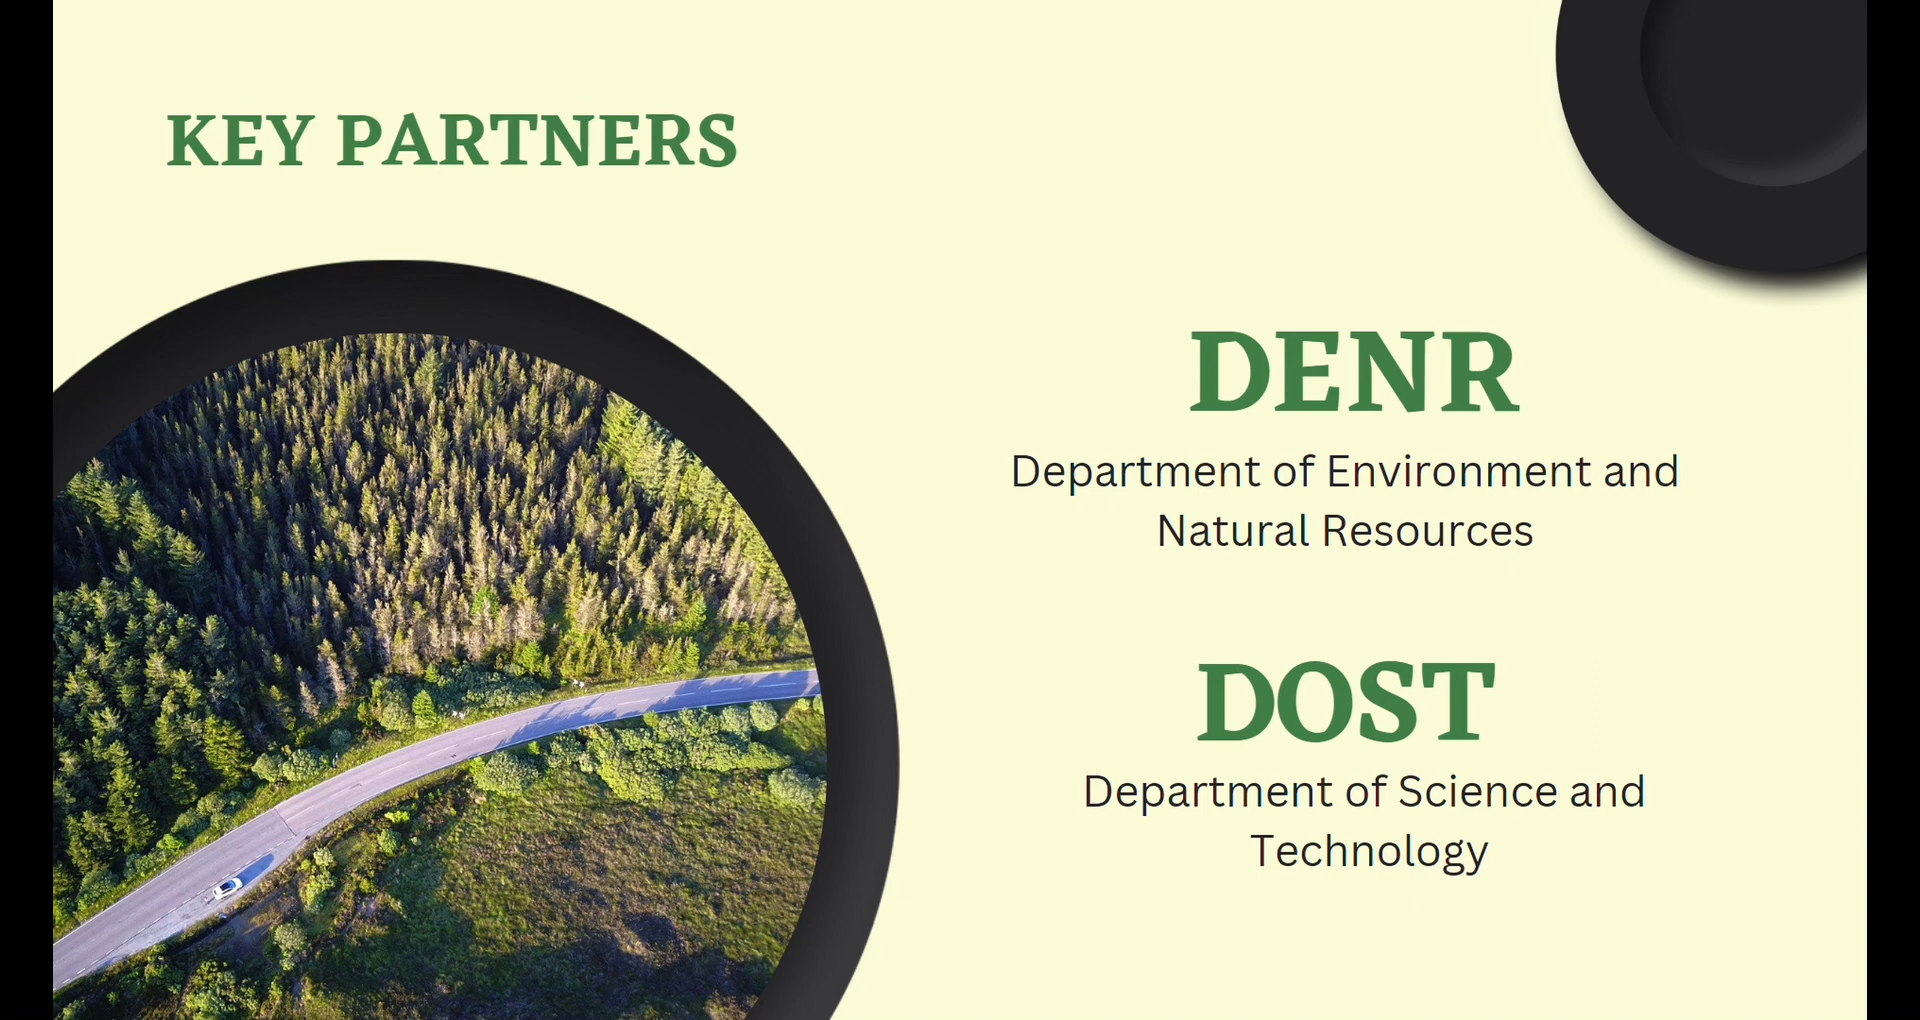 KEY PARTNERS
DENR
Department of Environment and
Natural Resources
DOST
Department of Science and
Technology